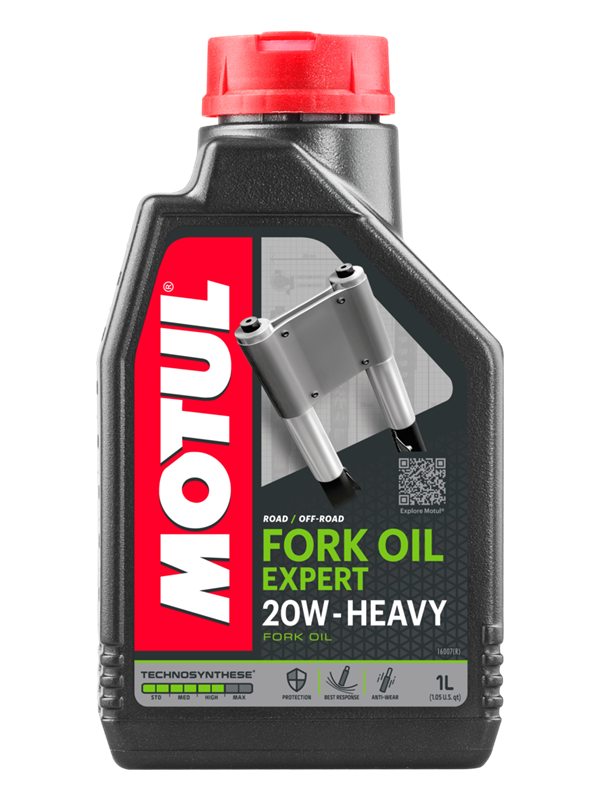 MOTUL®
Explore Motul®
ROAD / OFF-ROAD
FORK OIL
EXPERT
20W-HEAVY
FORK OIL
16007(R)
TECHNOSYNTHESE®
STD MED HIGH MAX
PROTECTION BEST RESPONSE ANTI-WEAR
1L
(1.05 U.S. qt)